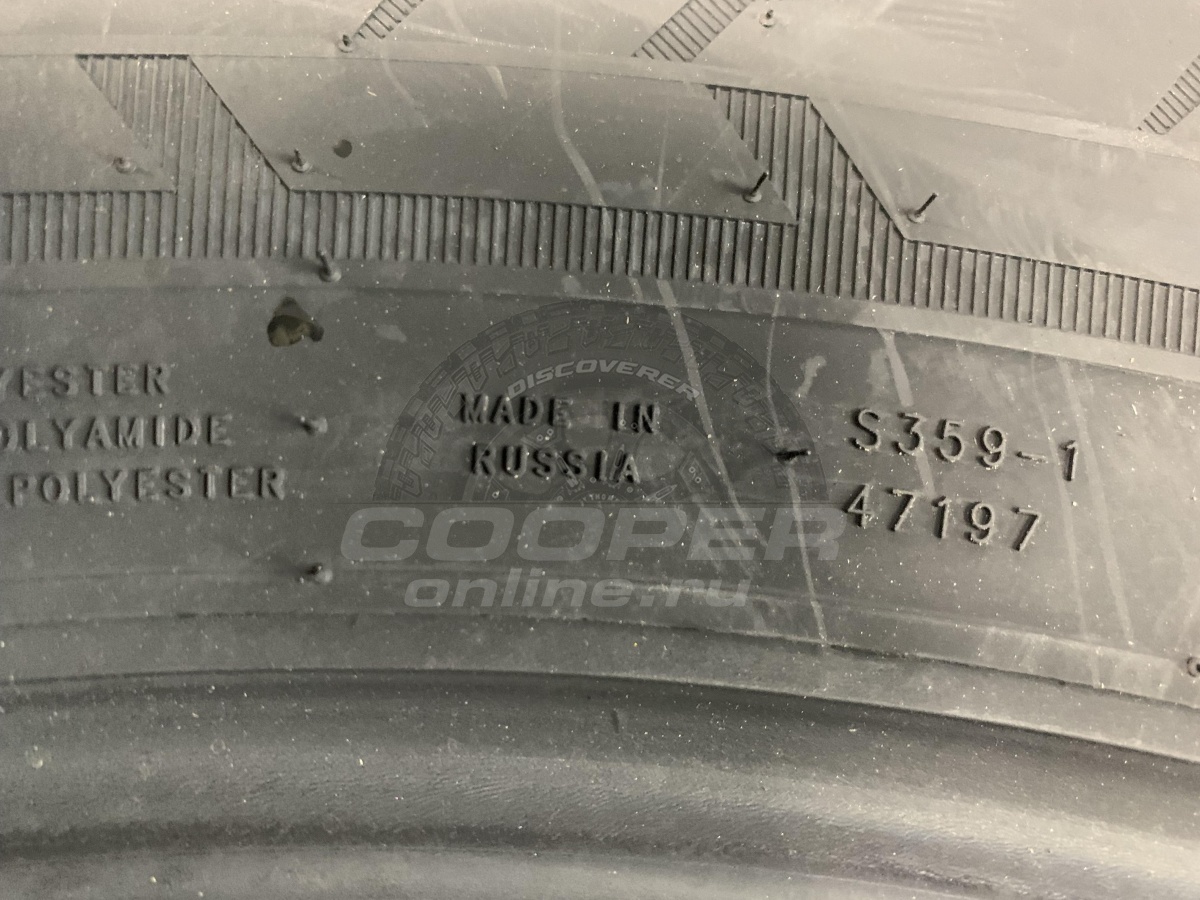 YESTER
OLYAMIDE
POLYESTER
DISCOVERER
MADE IN
RUSSIA
S359-1
47197
COOPER
online.ru